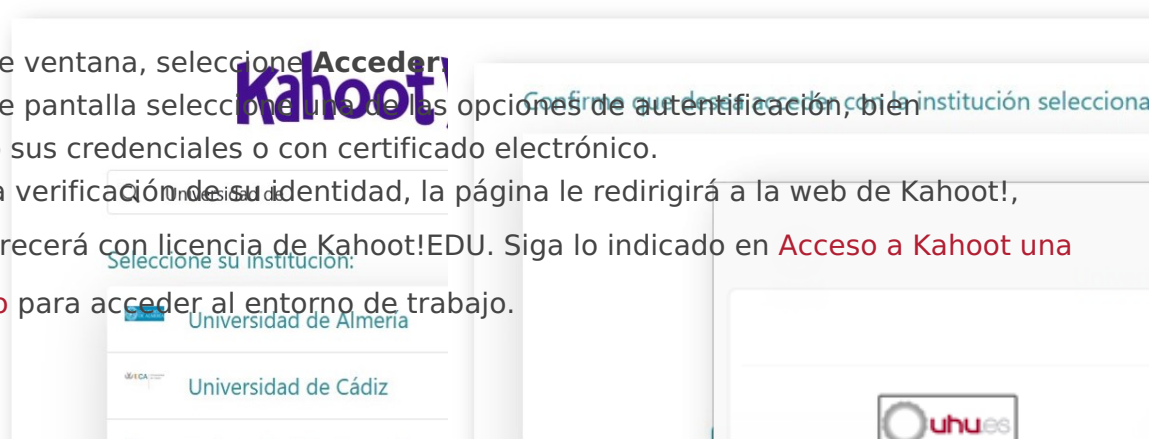 e ventana, seleccione Acceder.
Kahoot!
e pantalla seleccione una de las opciones de autentificación, bien
Confirme que desea acceder con la institución selecciona
sus credenciales o con certificado electrónico.
a verificación de su identidad, la página le redirigirá a la web de Kahoot!,
Universidad de
recerá con licencia de Kahoot!EDU. Siga lo indicado en Acceso a Kahoot una
Seleccione su institución:
o para acceder al entorno de trabajo.
Universidad de Almería
Universidad de Cádiz
uhu.es